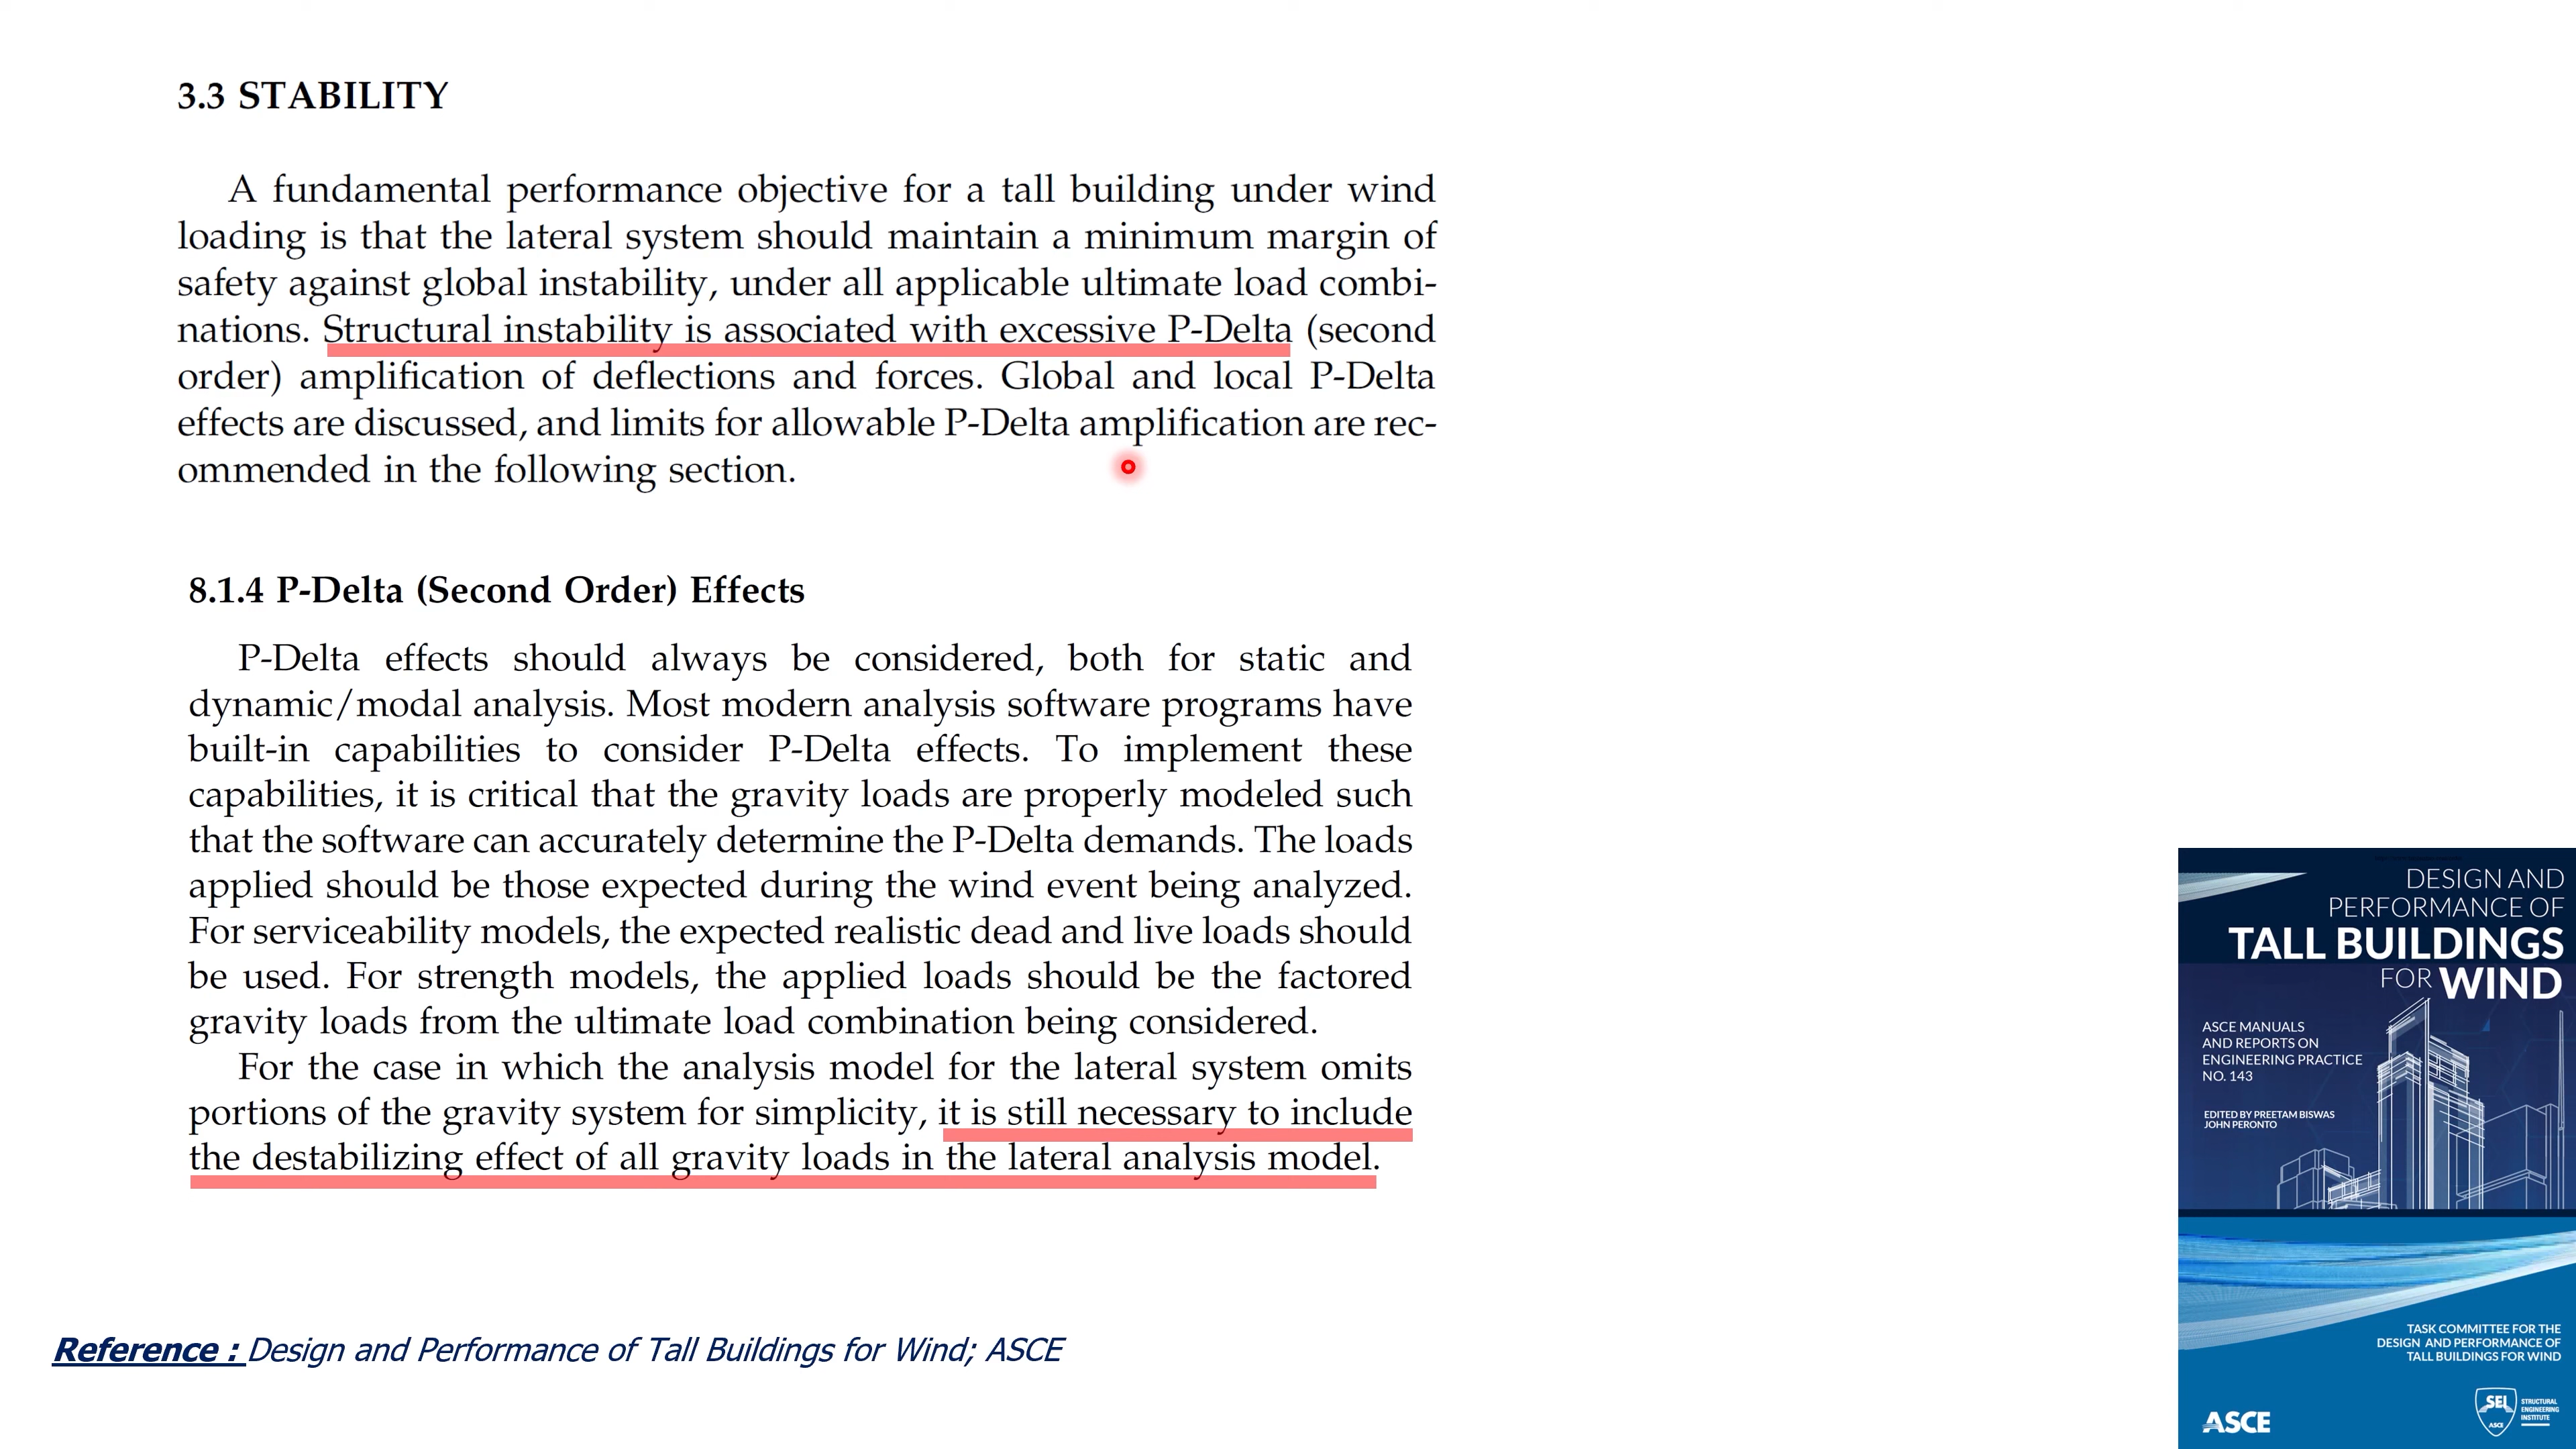 3.3 STABILITY
A fundamental performance objective for a tall building under wind
loading is that the lateral system should maintain a minimum margin of
safety against global instability, under all applicable ultimate load combi-
nations. Structural instability is associated with excessive P-Delta (second
order) amplification of deflections and forces. Global and local P-Delta
effects are discussed, and limits for allowable P-Delta amplification are rec-
ommended in the following section.
8.1.4 P-Delta (Second Order) Effects
P-Delta effects should always be considered, both for static and
dynamic/modal analysis. Most modern analysis software programs have
built-in capabilities to consider P-Delta effects. To implement these
capabilities, it is critical that the gravity loads are properly modeled such
that the software can accurately determine the P-Delta demands. The loads
applied should be those expected during the wind event being analyzed.
For serviceability models, the expected realistic dead and live loads should
be used. For strength models, the applied loads should be the factored
gravity loads from the ultimate load combination being considered.
For the case in which the analysis model for the lateral system omits
portions of the gravity system for simplicity, it is still necessary to include
the destabilizing effect of all gravity loads in the lateral analysis model.
Reference : Design and Performance of Tall Buildings for Wind; ASCE
DESIGN AND
PERFORMANCE OF
TALL BUILDINGS
FOR WIND
ASCE MANUALS
AND REPORTS ON
ENGINEERING PRACTICE
NO. 143
EDITED BY PREETAM BISWAS
JOHN PERONTO
TASK COMMITTEE FOR THE
DESIGN AND PERFORMANCE OF
TALL BUILDINGS FOR WIND
ASCE
SEI
ASCE
STRUCTURAL
ENGINEERING
INSTITUTE